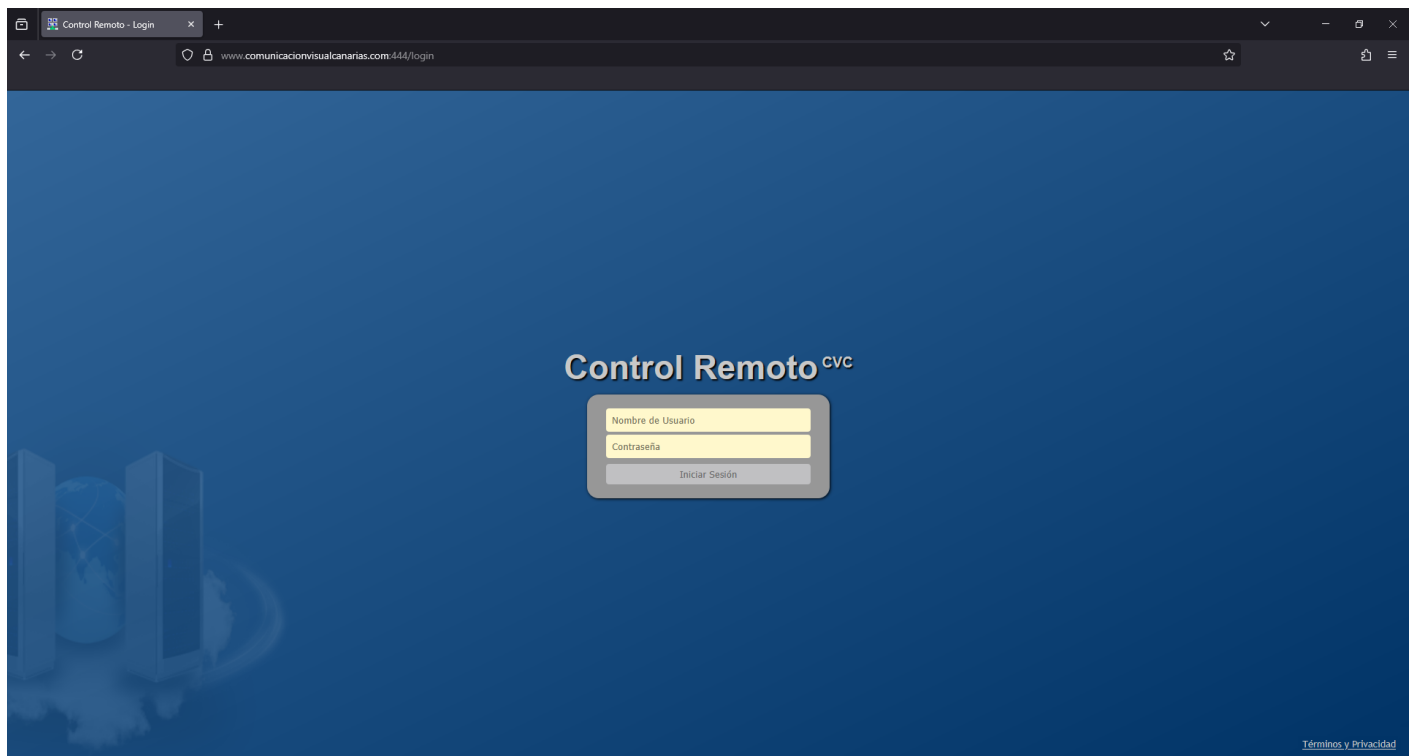 Control Remoto - Login
www.comunicacionvisualcanarias.com:444/login
Control Remoto CVC
Nombre de Usuario
Contraseña
Iniciar Sesión
Términos y Privacidad